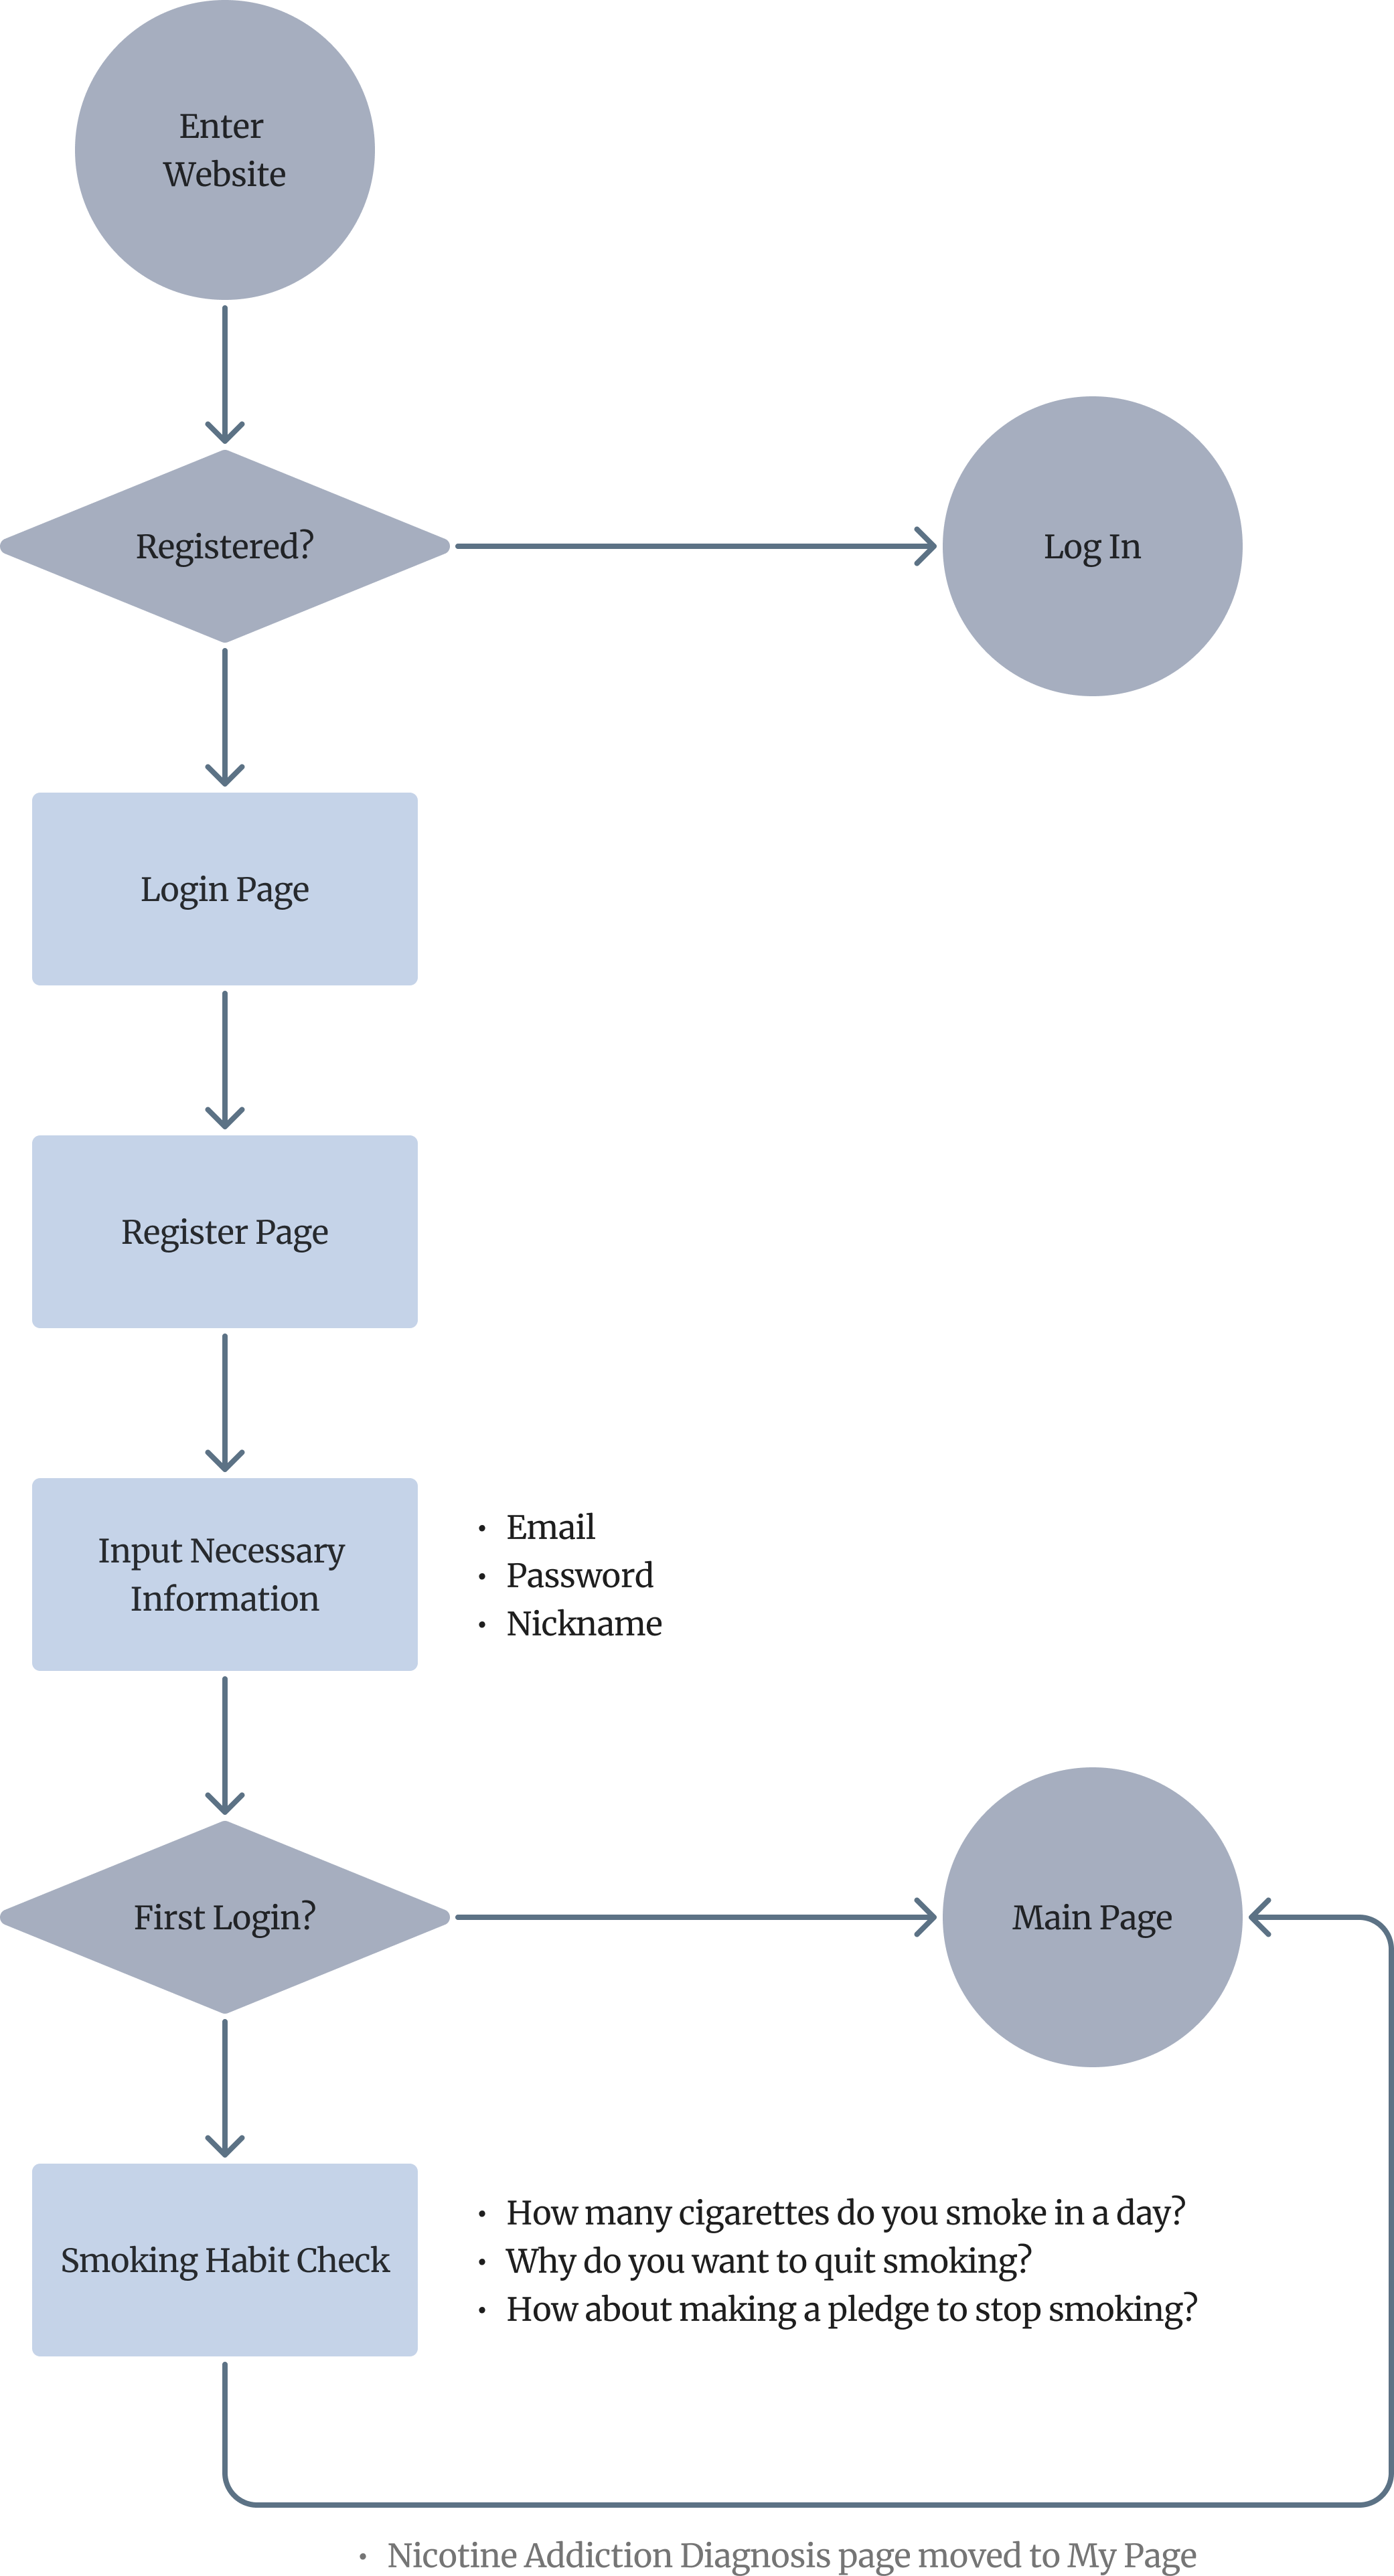 Enter
Website
Registered?
Log In
Login Page
Register Page
Input Necessary
Information
• Email
• Password
• Nickname
First Login?
Main Page
Smoking Habit Check
• How many cigarettes do you smoke in a day?
• Why do you want to quit smoking?
• How about making a pledge to stop smoking?
• Nicotine Addiction Diagnosis page moved to My Page